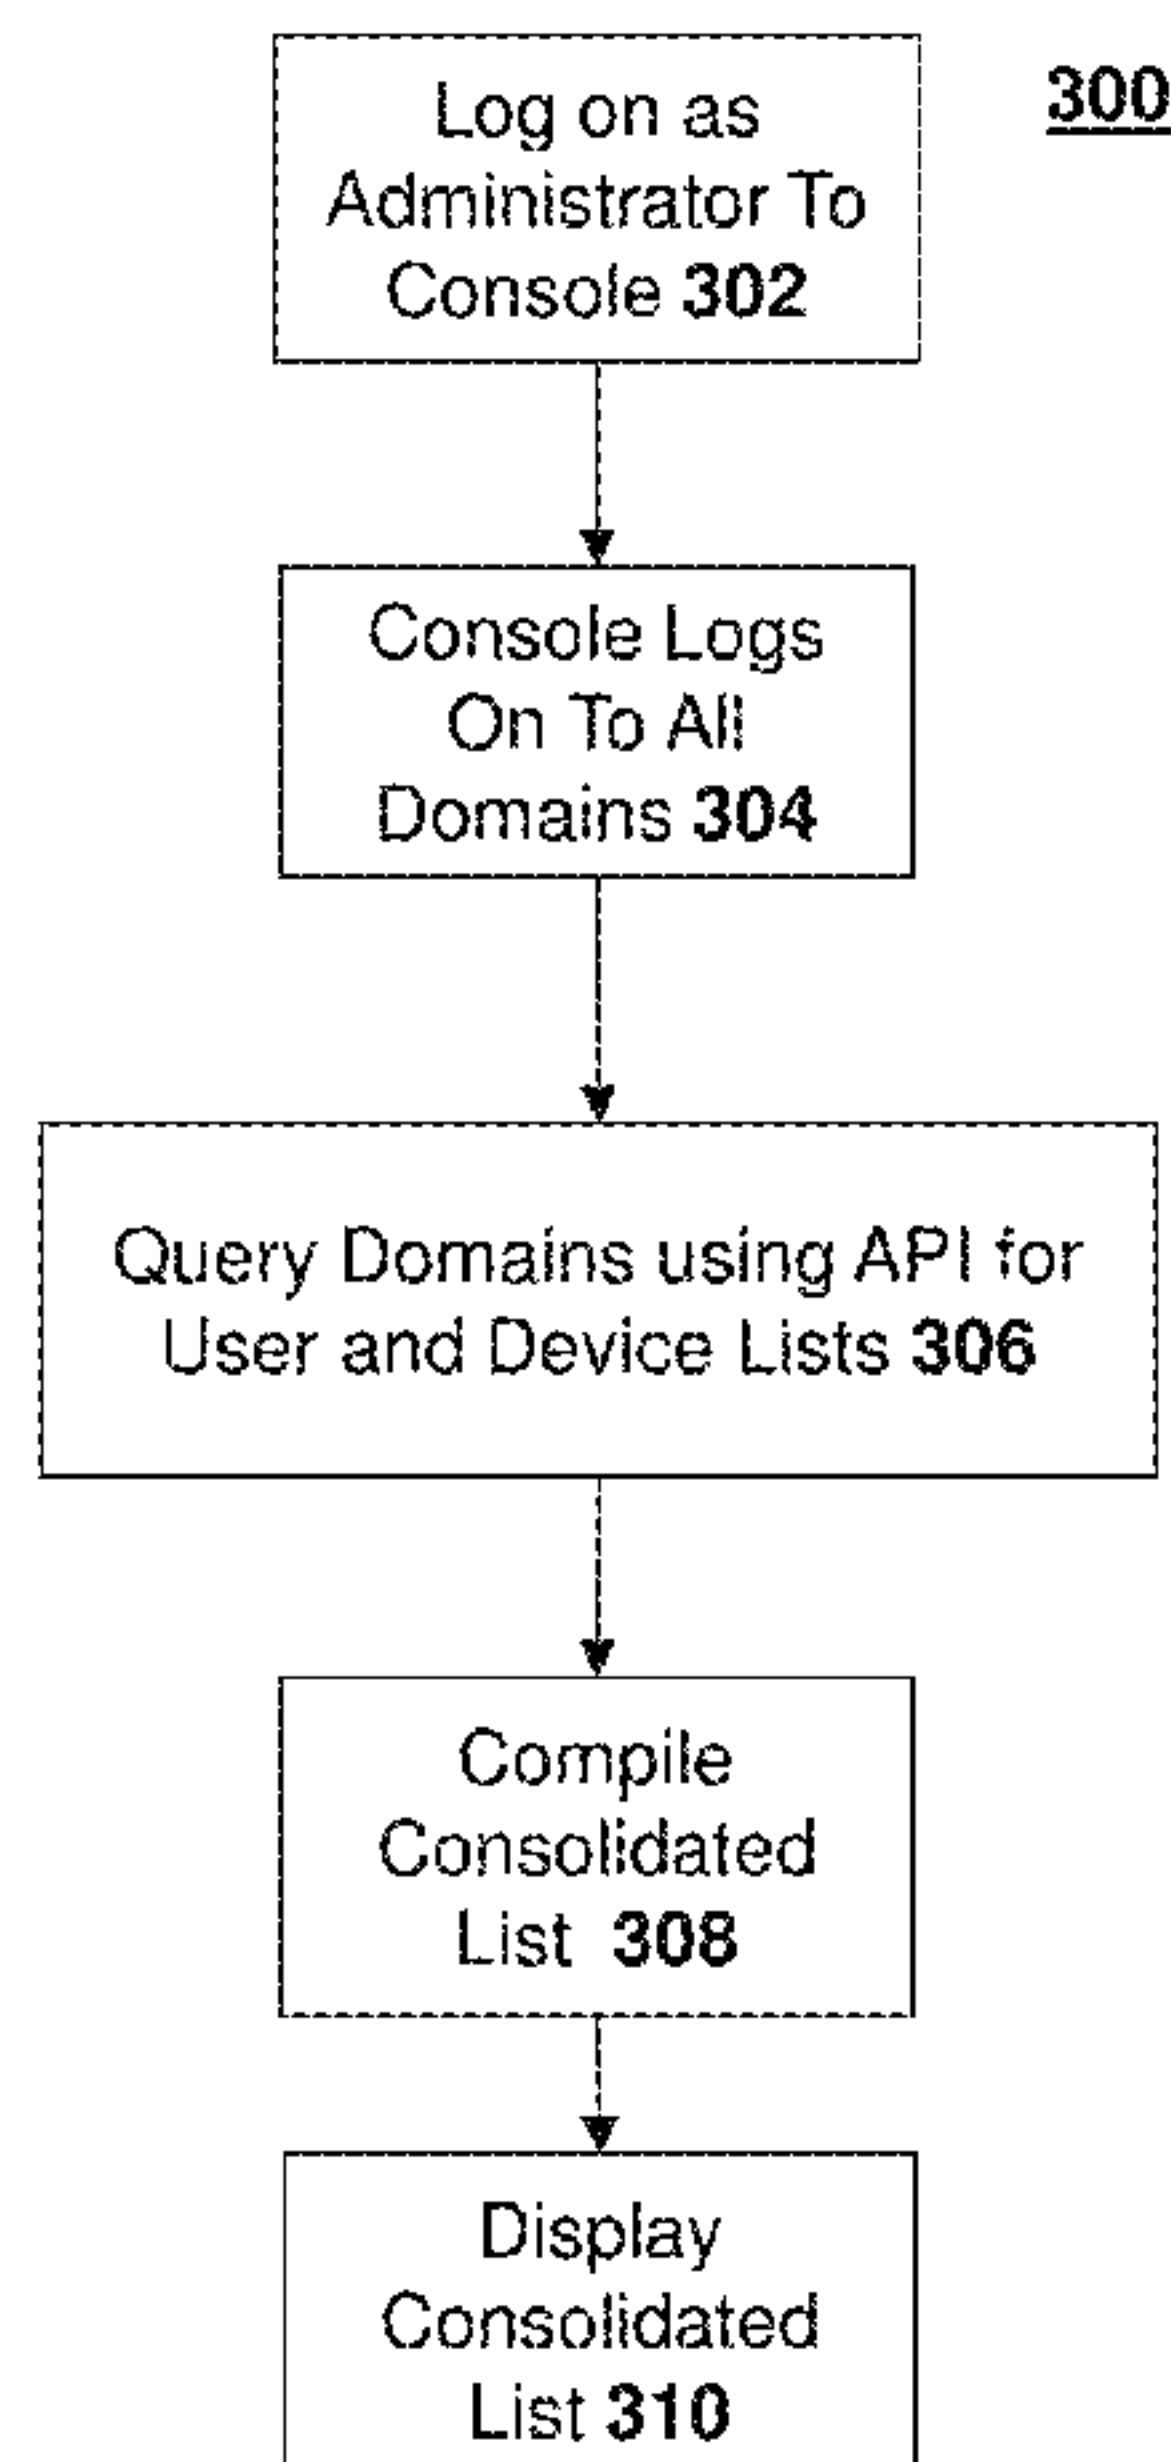 300
Log on as
Administrator To
Console 302
Console Logs
On To All
Domains 304
Query Domains using API for
User and Device Lists 306
Compile
Consolidated
List 308
Display
Consolidated
List 310